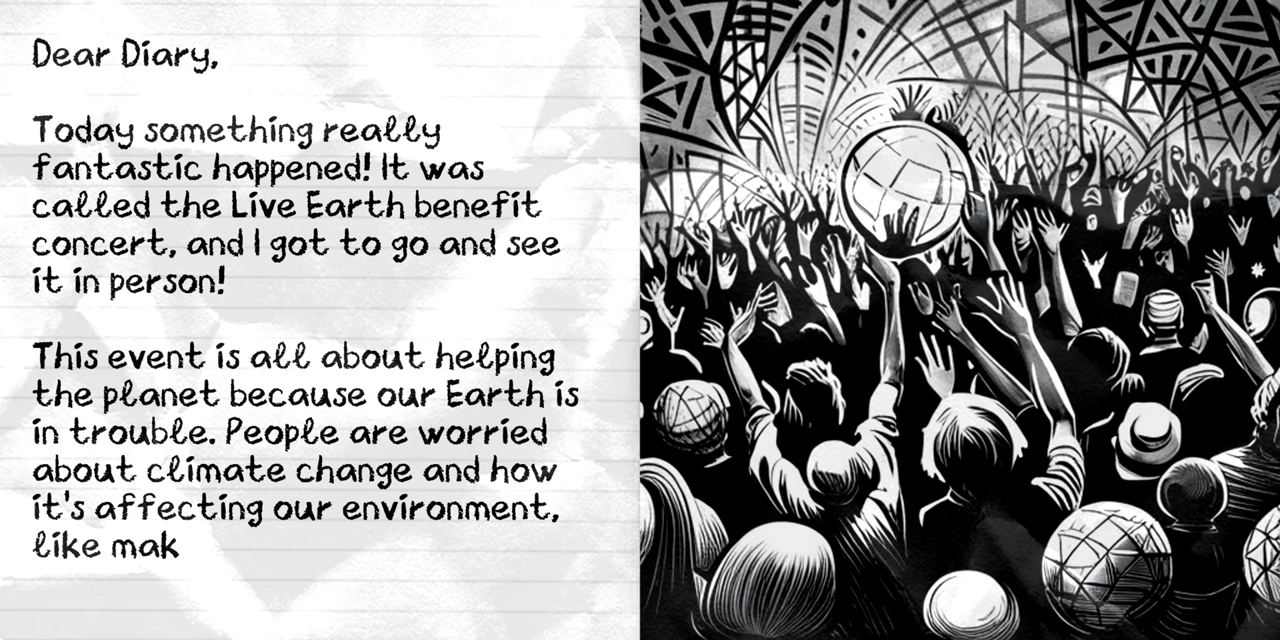 Dear Diary,
Today something really
fantastic happened! It was
called the Live Earth benefit
concert, and I got to go and see
it in person!
This event is all about helping
the planet because our Earth is
in trouble. People are worried
about climate change and how
it's affecting our environment,
like mak